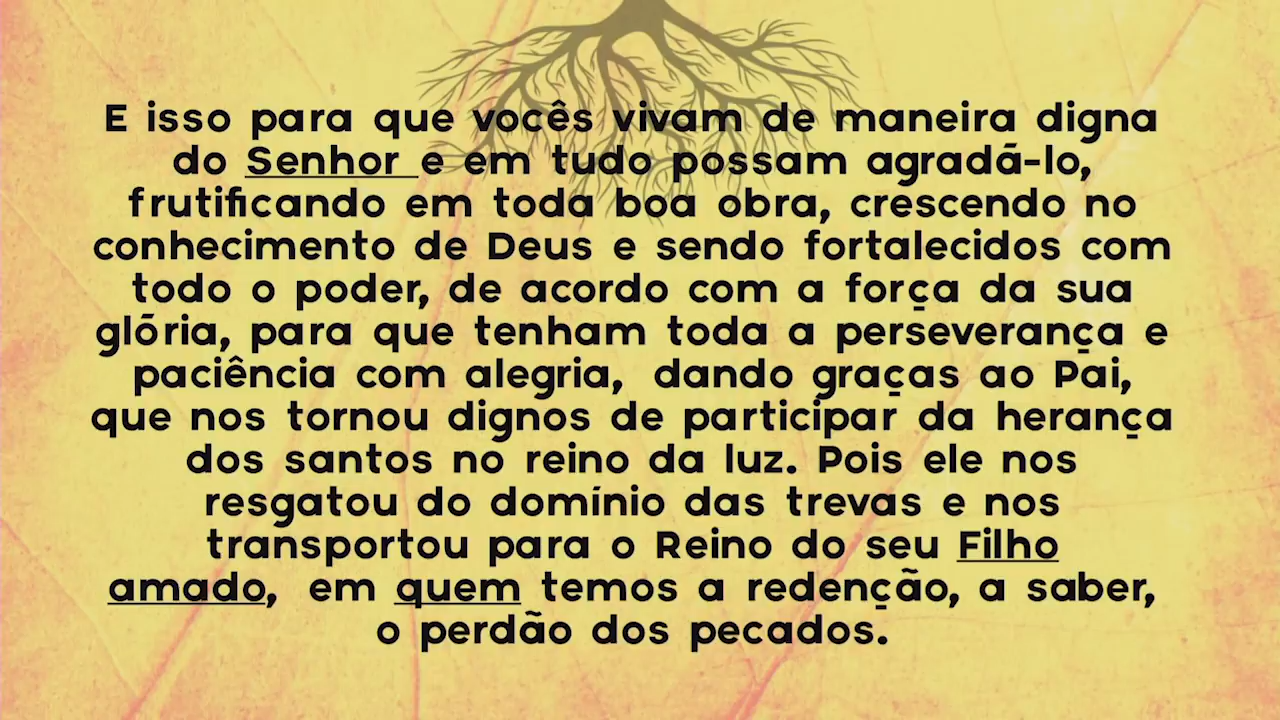 E isso para que vocês vivam de maneira digna
do Senhor e em tudo possam agradá-lo,
frutificando em toda boa obra, crescendo no
conhecimento de Deus e sendo fortalecidos com
todo o poder, de acordo com a força da sua
glória, para que tenham toda a perseverança e
paciência com alegria, dando graças ao Pai,
que nos tornou dignos de participar da herança
dos santos no reino da luz. Pois ele nos
resgatou do domínio das trevas e nos
transportou para o Reino do seu Filho
amado, em quem temos a redenção, a saber,
o perdão dos pecados.